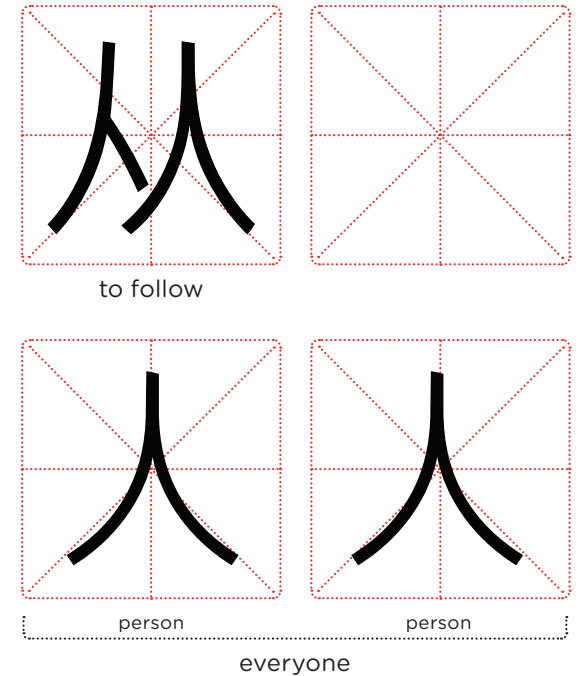 从
to follow
人 人
person person
everyone